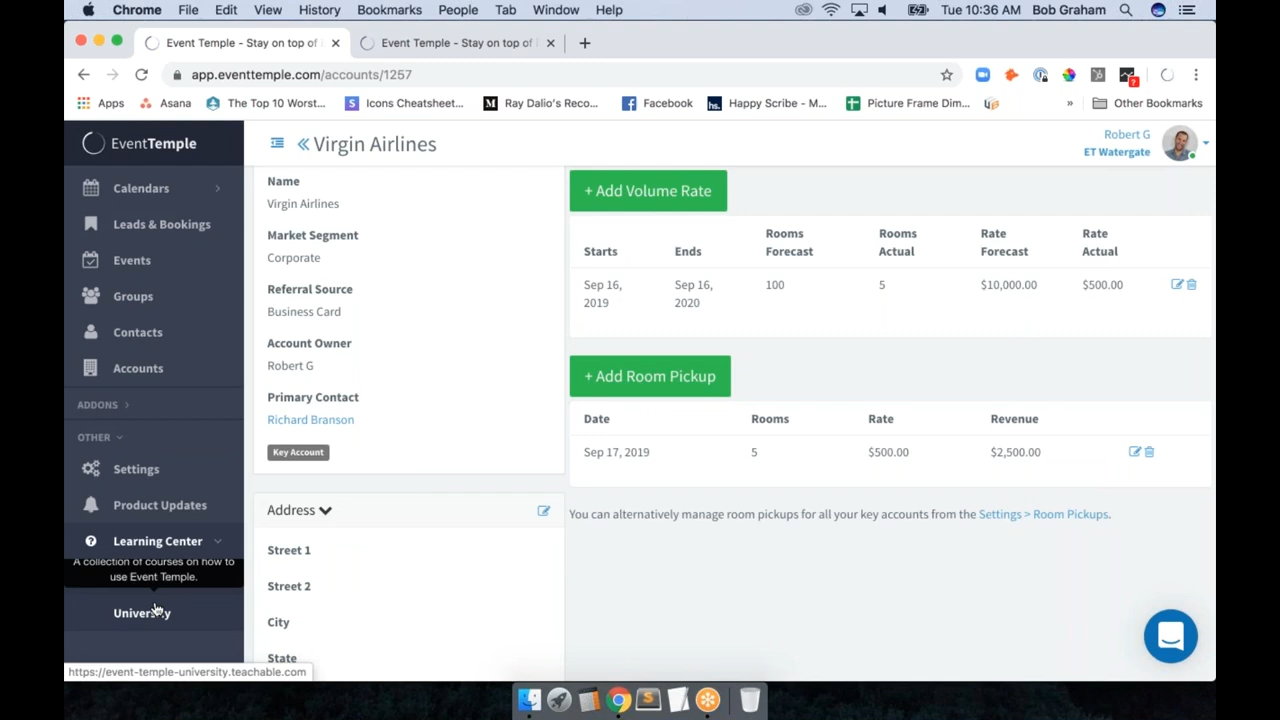 Chrome File Edit View History Bookmarks People Tab Window Help Tue 10:36 AM Bob Graham
Event Temple - Stay on top of Event Temple - Stay on top of
app.eventtemple.com/accounts/1257
Apps Asana The Top 10 Worst... Icons Cheatsheet... Ray Dalio's Reco... Facebook Happy Scribe - M... Picture Frame Dim... » Other Bookmarks
EventTemple
Calendars
Leads & Bookings
Events
Groups
Contacts
Accounts
ADDONS
OTHER
Settings
Product Updates
Learning Center
A collection of courses on how to
use Event Temple.
University
https://event-temple-university.teachable.com
« Virgin Airlines
Robert G
ET Watergate
Name
Virgin Airlines
Market Segment
Corporate
Referral Source
Business Card
Account Owner
Robert G
Primary Contact
Richard Branson
Key Account
Address
Street 1
Street 2
City
State
+ Add Volume Rate
Starts Ends Rooms Forecast Rooms Actual Rate Forecast Rate Actual
Sep 16, 2019 Sep 16, 2020 100 5 $10,000.00 $500.00
+ Add Room Pickup
Date Rooms Rate Revenue
Sep 17, 2019 5 $500.00 $2,500.00
You can alternatively manage room pickups for all your key accounts from the Settings > Room Pickups.